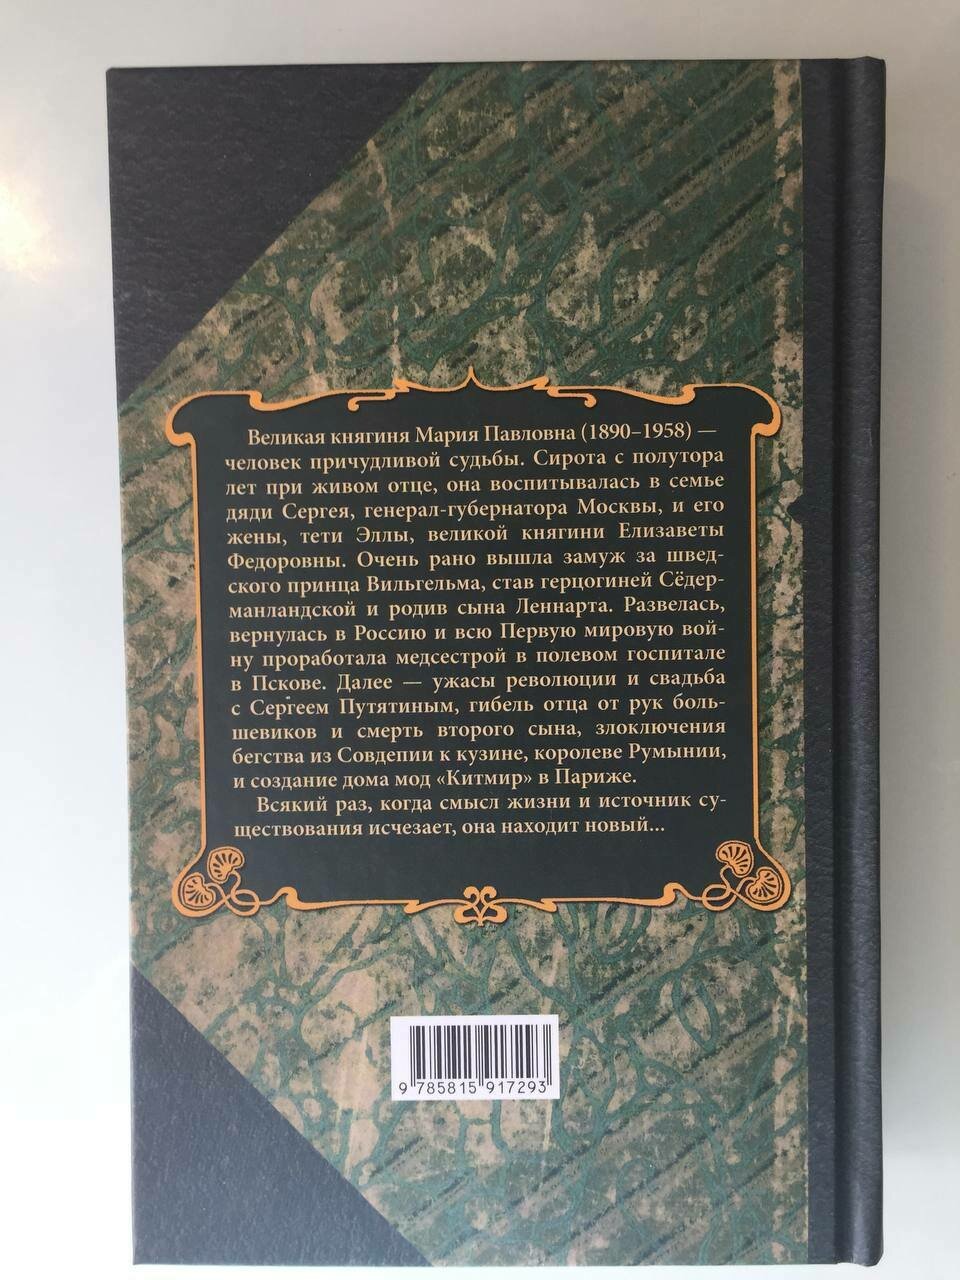 Великая княгиня Мария Павловна (1890–1958) —
человек причудливой судьбы. Сирота с полутора
лет при живом отце, она воспитывалась в семье
дяди Сергея, генерал-губернатора Москвы, и его
жены, тети Эллы, великой княгини Елизаветы
Федоровны. Очень рано вышла замуж за швед-
ского принца Вильгельма, став герцогиней Сёдер-
манландской и родив сына Леннарта. Развелась,
вернулась в Россию и всю Первую мировую вой-
ну проработала медсестрой в полевом госпитале
в Пскове. Далее — ужасы революции и свадьба
с Сергеем Путятиным, гибель отца от рук боль-
шевиков и смерть второго сына, злоключения
бегства из Совдепии к кузине, королеве Румынии,
и создание дома мод «Китмир» в Париже.
Всякий раз, когда смысл жизни и источник су-
ществования исчезает, она находит новый...
9 785815 917293